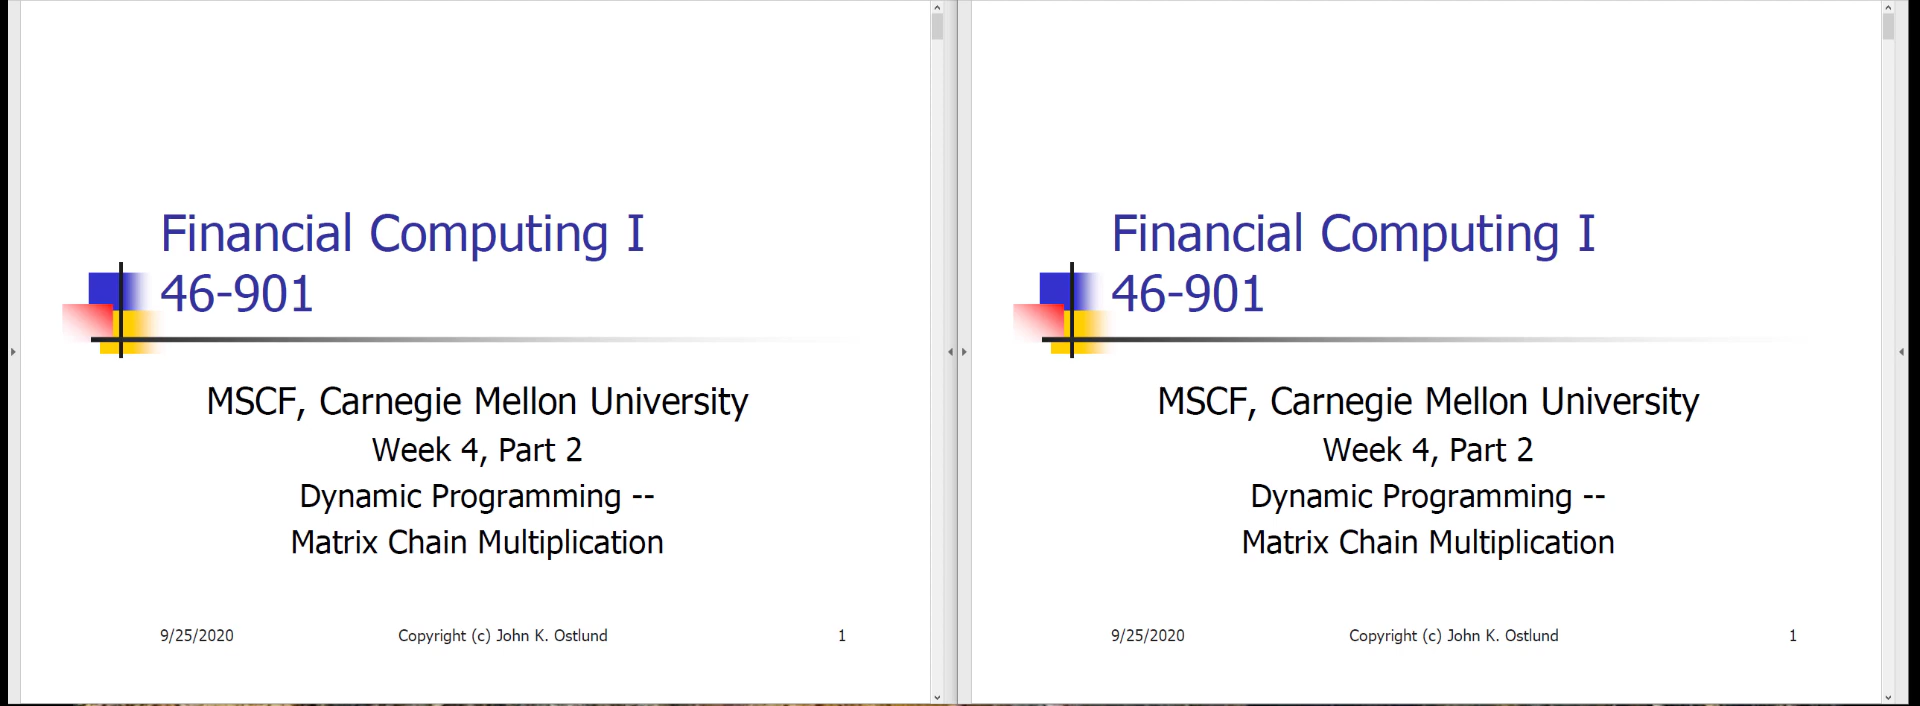 Financial Computing I
46-901
MSCF, Carnegie Mellon University
Week 4, Part 2
Dynamic Programming --
Matrix Chain Multiplication
9/25/2020 Copyright (c) John K. Ostlund 1
Financial Computing I
46-901
MSCF, Carnegie Mellon University
Week 4, Part 2
Dynamic Programming --
Matrix Chain Multiplication
9/25/2020 Copyright (c) John K. Ostlund 1